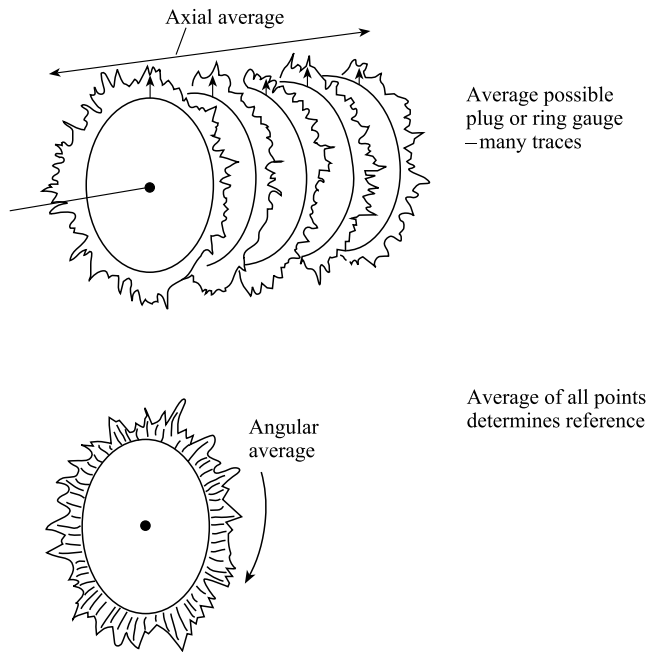 Axial average
Average possible
plug or ring gauge
–many traces
Average of all points
determines reference
Angular
average